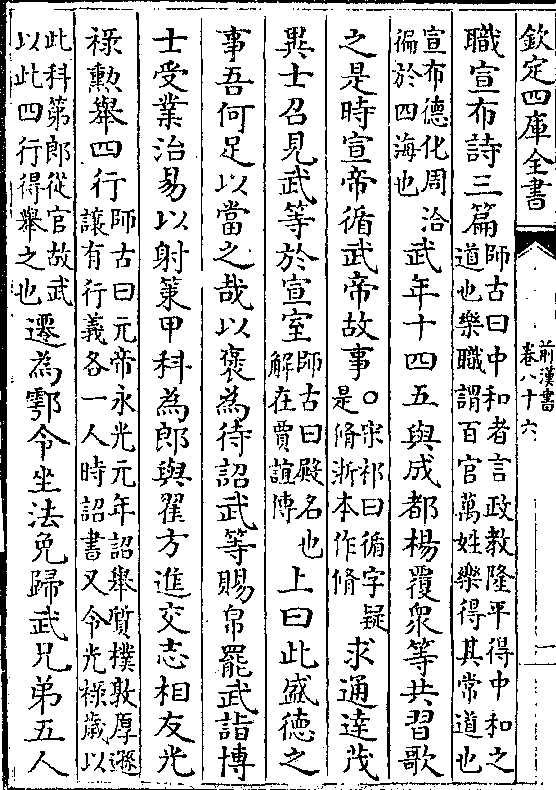 欽定四庫全書
前漢書
卷八十六
一
職宣布詩三篇師古曰中和者言政教隆平得中和之
道也樂職謂百官萬姓樂得其常道也
宣布德化周洽
徧於四海也武年十四五與成都楊覆衆等共習歌
之是時宣帝循武帝故事○宋祁曰循字疑
是脩浙本作脩求通達茂
異士召見武等於宣室師古曰殿名也
解在賈誼傳上曰此盛德之
事吾何足以當之哉以褒為待詔武等賜帛罷武詣博
士受業治易以射策甲科為郎與翟方進交志相友光
祿勲舉四行師古曰元帝永光元年詔舉質樸敦厚遜
讓有行義各一人時詔書又令光祿歲以
此科第郎從官故武
以此四行得舉之也遷為鄠令坐法免歸武兄弟五人